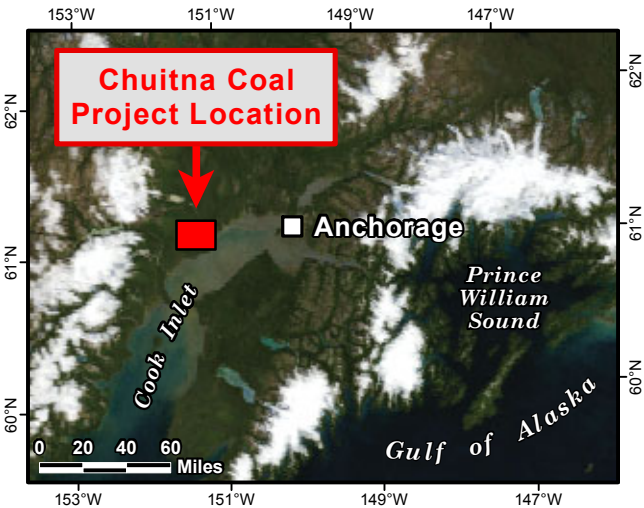 153°W 151°W 149°W 147°W
Chuitna Coal
Project Location
62°N
62°N
Anchorage
61°N
61°N
Prince
William
Sound
Cook Inlet
60°N
60°N
Gulf of Alaska
0 20 40 60
Miles
153°W 151°W 149°W 147°W